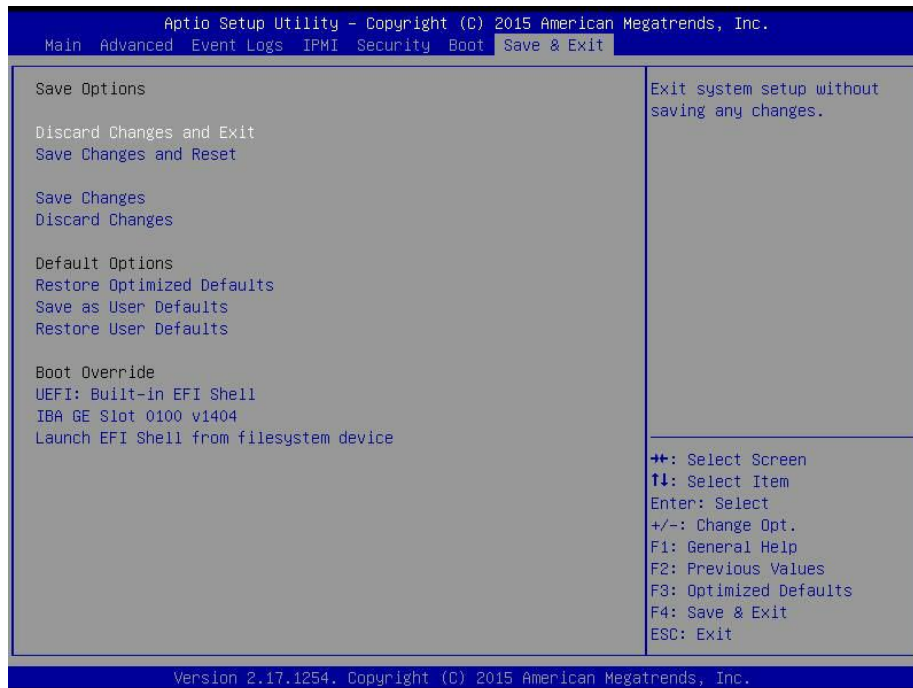 Aptio Setup Utility – Copyright (C) 2015 American Megatrends, Inc.
Main Advanced Event Logs IPMI Security Boot Save & Exit
Save Options
Discard Changes and Exit
Save Changes and Reset
Save Changes
Discard Changes
Default Options
Restore Optimized Defaults
Save as User Defaults
Restore User Defaults
Boot Override
UEFI: Built-in EFI Shell
IBA GE Slot 0100 v1404
Launch EFI Shell from filesystem device
Exit system setup without
saving any changes.
→←: Select Screen
↑↓: Select Item
Enter: Select
+/-: Change Opt.
F1: General Help
F2: Previous Values
F3: Optimized Defaults
F4: Save & Exit
ESC: Exit
Version 2.17.1254. Copyright (C) 2015 American Megatrends, Inc.